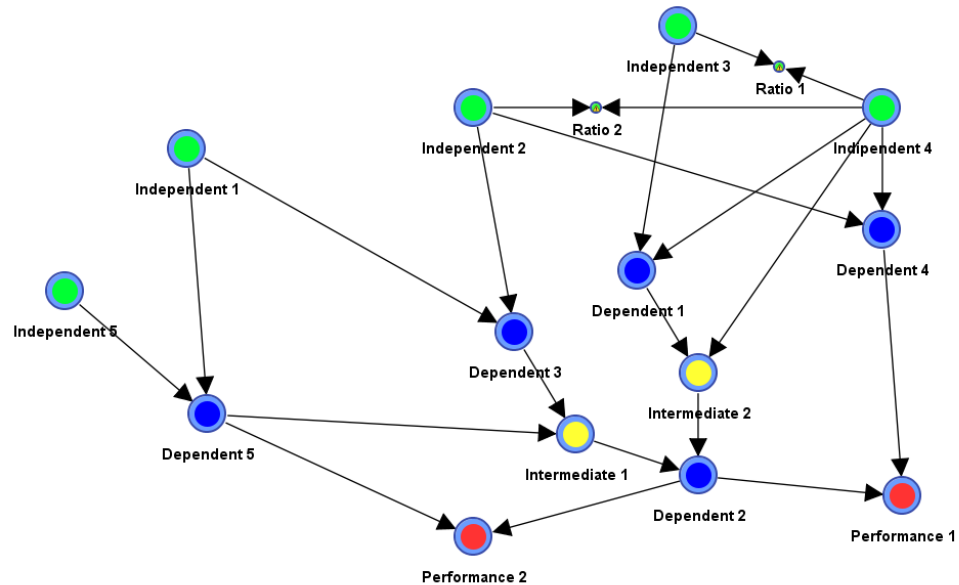 Independent 3
Ratio 1
Ratio 2
Independent 2
Indipendent 4
Independent 1
Dependent 4
Dependent 1
Independent 5
Dependent 3
Intermediate 2
Dependent 5
Intermediate 1
Dependent 2
Performance 1
Performance 2